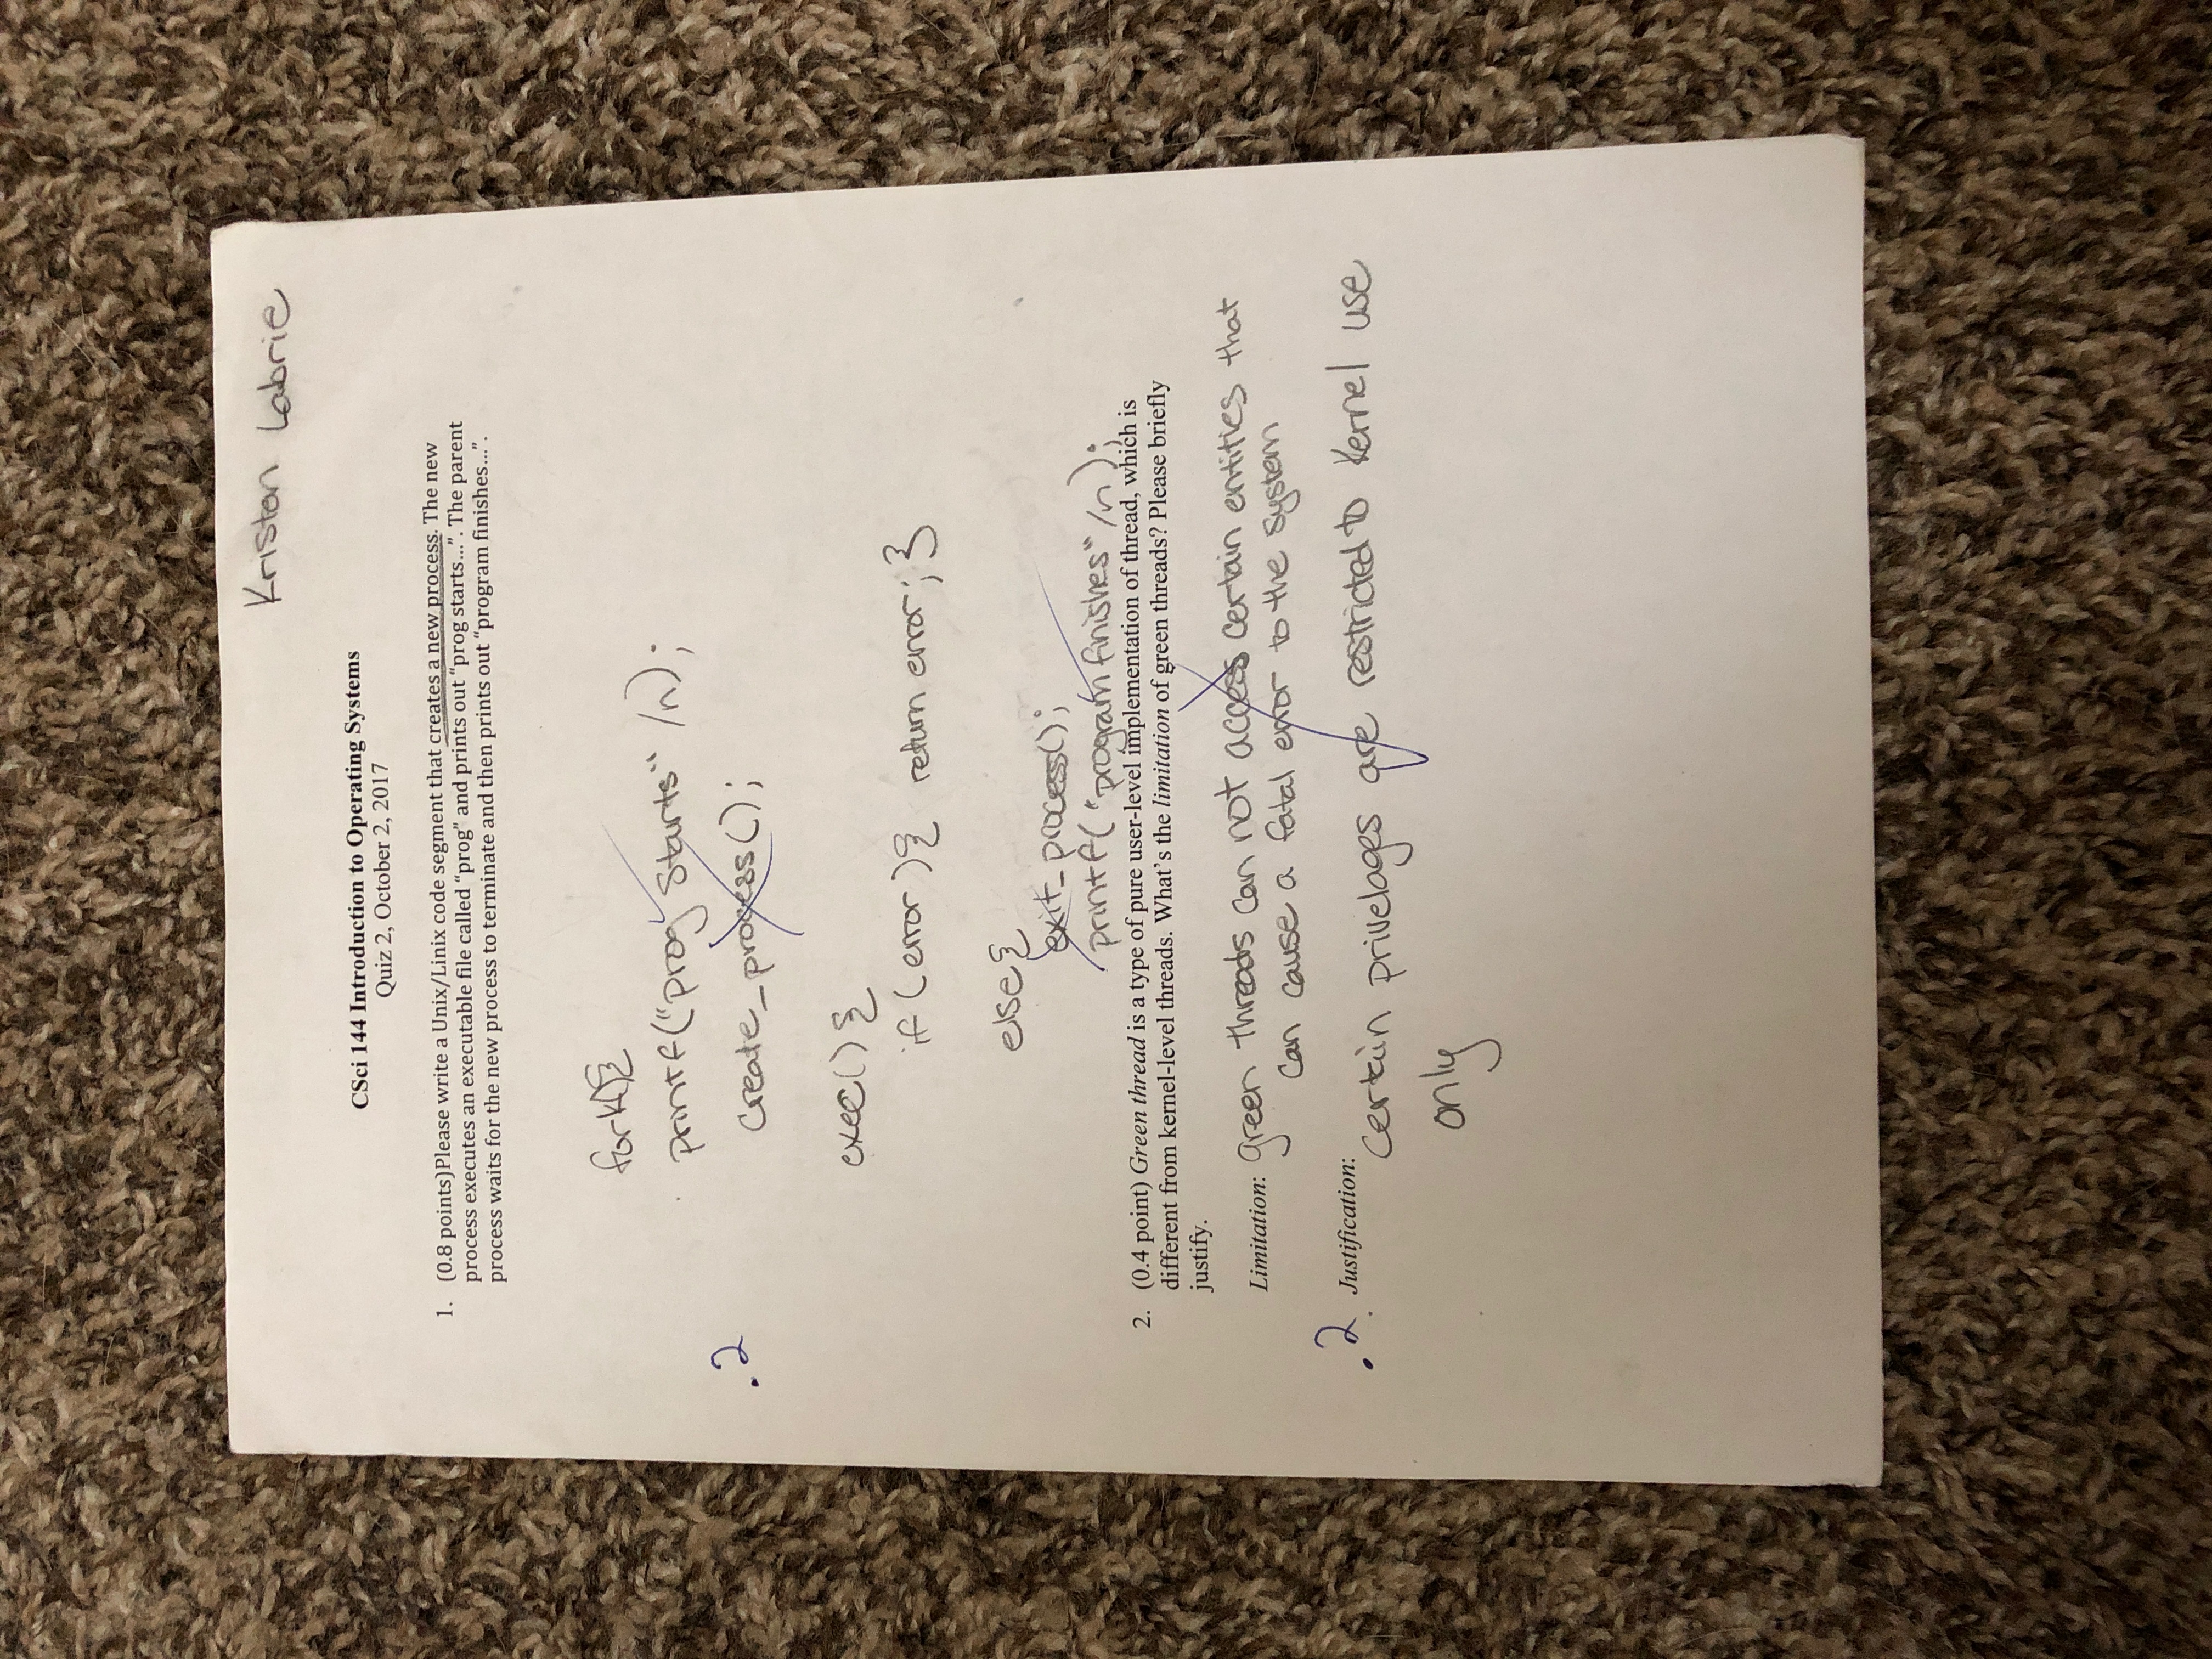 Kristen Labrie
CSci 144 Introduction to Operating Systems
Quiz 2, October 2, 2017
1. (0.8 points)Please write a Unix/Linix code segment that creates a new process. The new
process executes an executable file called “prog” and prints out “prog starts...”. The parent
process waits for the new process to terminate and then prints out “program finishes...”.
fork(){
printf("prog starts" /n);
.2
create_process();
exec() {
if (error) { return error; }
else {
exit_process();
printf( "program finishes" /n );
2. (0.4 point) Green thread is a type of pure user-level implementation of thread, which is
different from kernel-level threads. What’s the limitation of green threads? Please briefly
justify.
Limitation: green threads can not access certain entities that
can cause a fatal error to the system
.2 Justification: Certain privelages are restricted to Kernel use
only